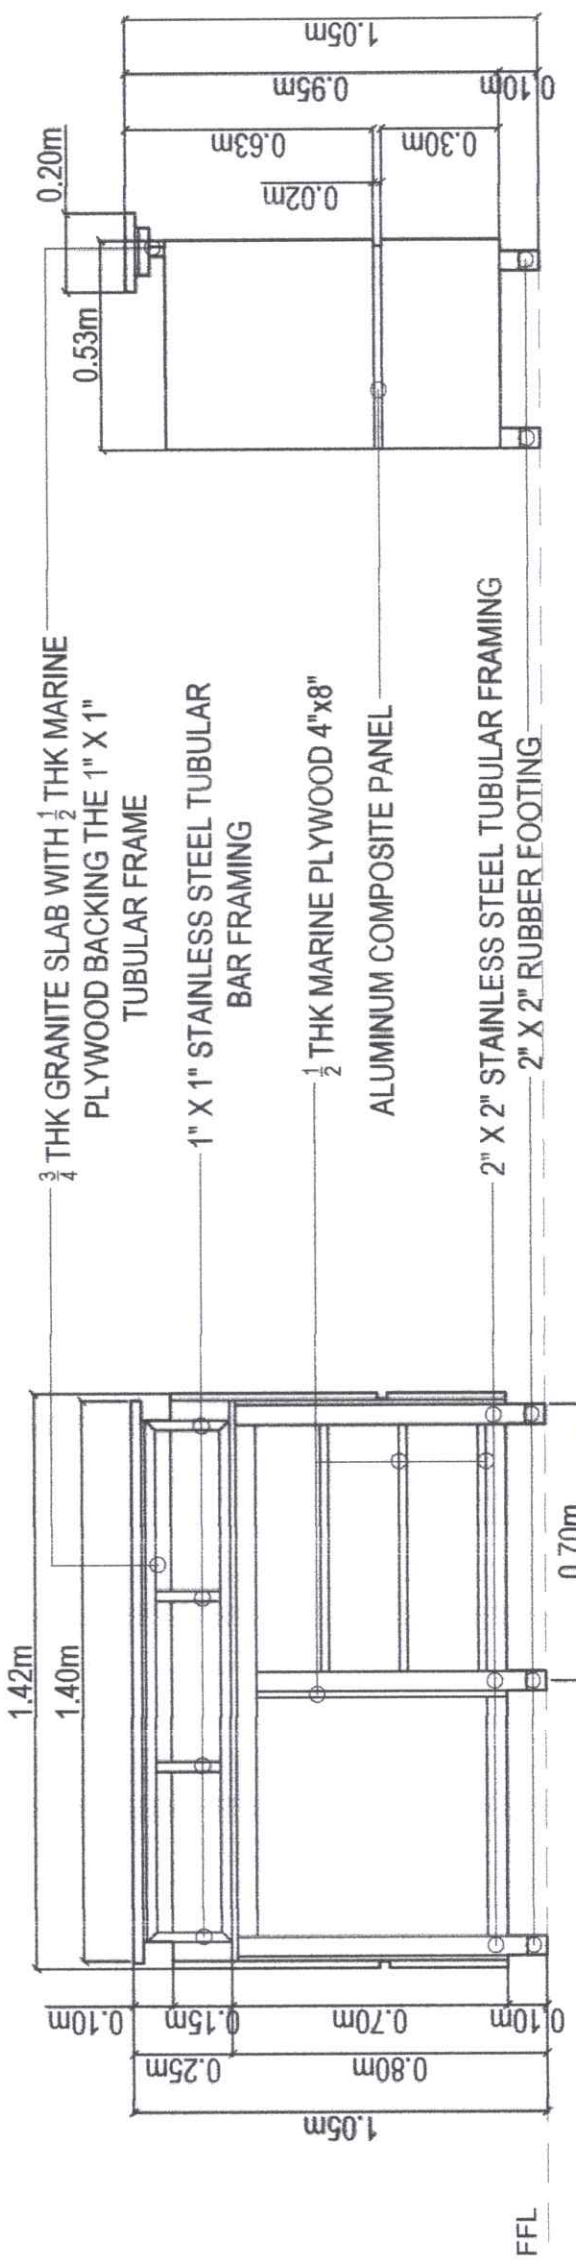 1.42m
1.40m
0.10m
0.15m
0.25m
0.70m
0.80m
0.10m
1.05m
FFL
0.70m
3/4 THK GRANITE SLAB WITH 1/2 THK MARINE
PLYWOOD BACKING THE 1" X 1"
TUBULAR FRAME
1" X 1" STAINLESS STEEL TUBULAR
BAR FRAMING
1/2 THK MARINE PLYWOOD 4"x8"
ALUMINUM COMPOSITE PANEL
2" X 2" STAINLESS STEEL TUBULAR FRAMING
2" X 2" RUBBER FOOTING
0.53m
0.20m
0.63m
0.02m
0.30m
0.95m
0.10m
1.05m